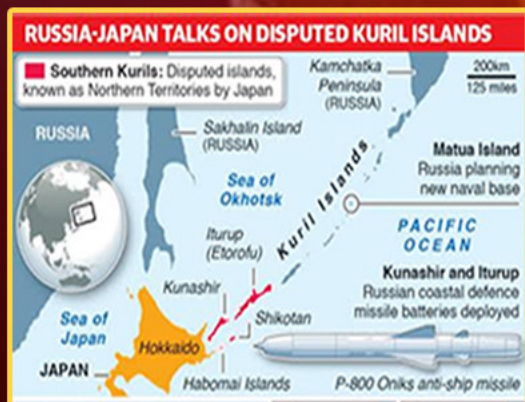 RUSSIA-JAPAN TALKS ON DISPUTED KURIL ISLANDS
Southern Kurils: Disputed islands,
known as Northern Territories by Japan
Kamchatka
Peninsula
(RUSSIA)
200km
125 miles
RUSSIA
Sakhalin Island
(RUSSIA)
Sea of
Okhotsk
Kuril Islands
Matua Island
Russia planning
new naval base
PACIFIC
OCEAN
Iturup
(Etorofu)
Kunashir
Kunashir and Iturup
Russian coastal defence
missile batteries deployed
Sea of
Japan
Shikotan
Hokkaido
JAPAN
Habomai Islands
P-800 Oniks anti-ship missile